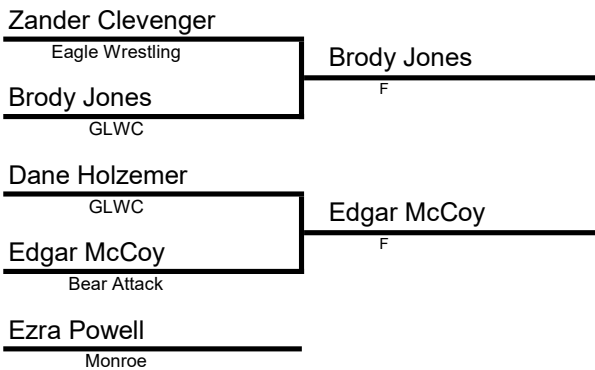 Zander Clevenger
Eagle Wrestling
Brody Jones
F
Brody Jones
GLWC
Dane Holzemer
GLWC
Edgar McCoy
F
Edgar McCoy
Bear Attack
Ezra Powell
Monroe